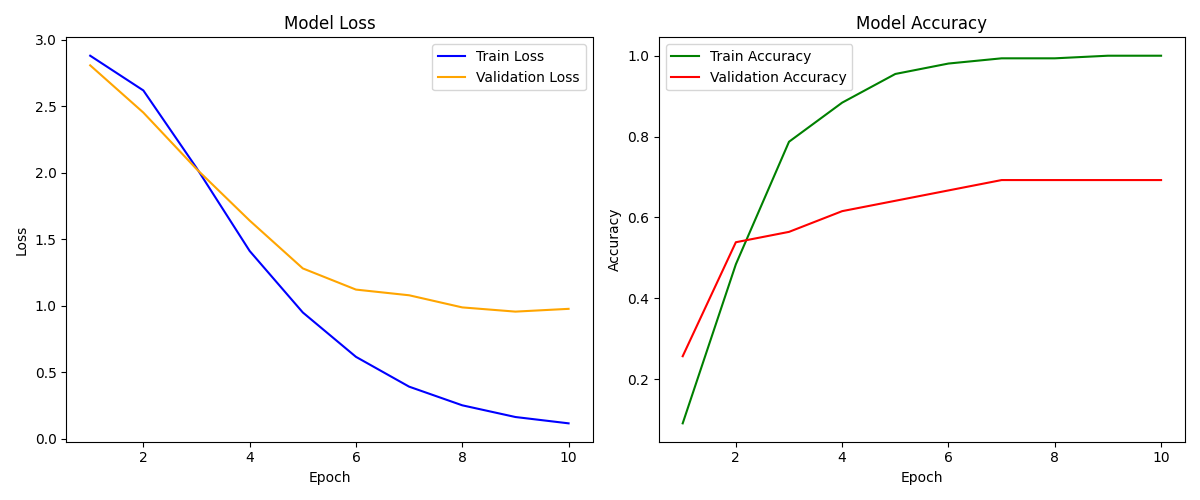 Model Loss
3.0
2.5
2.0
1.5
1.0
0.5
0.0
Loss
2 4 6 8 10
Epoch
Train Loss
Validation Loss
Model Accuracy
1.0
0.8
0.6
0.4
0.2
Accuracy
2 4 6 8 10
Epoch
Train Accuracy
Validation Accuracy